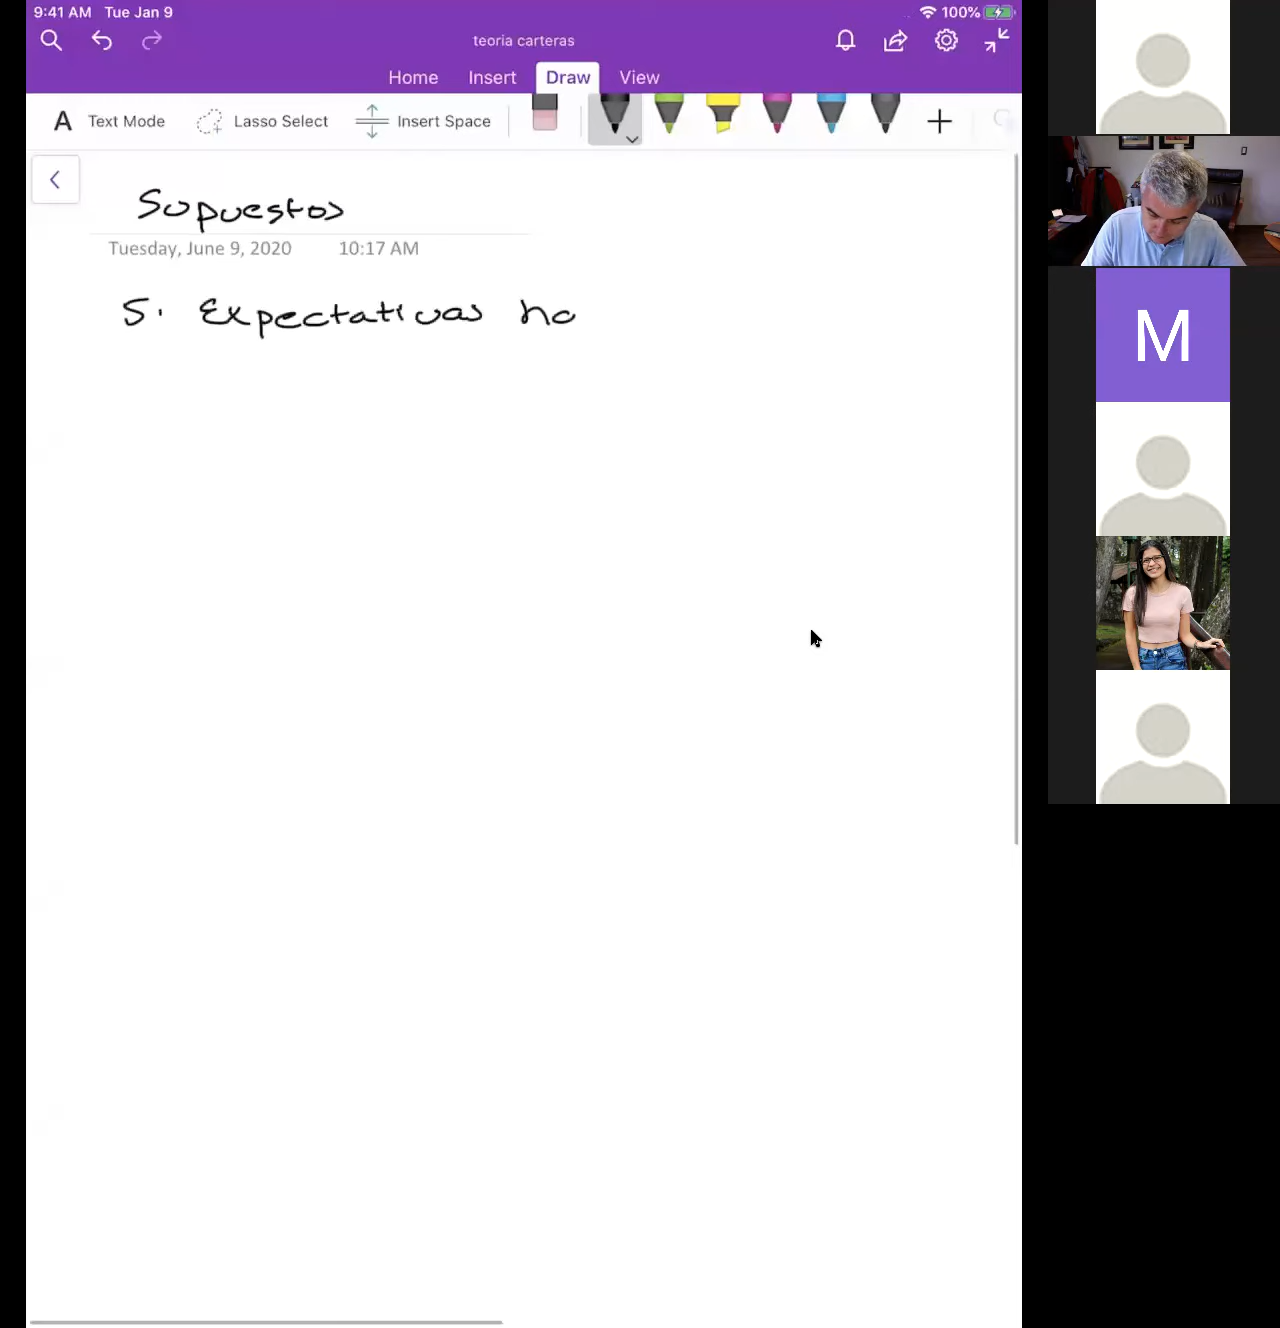 9:41 AM Tue Jan 9
100%
teoria carteras
Home Insert Draw View
A Text Mode Lasso Select Insert Space
Supuestos
Tuesday, June 9, 2020 10:17 AM
5. Expectativas ho
M